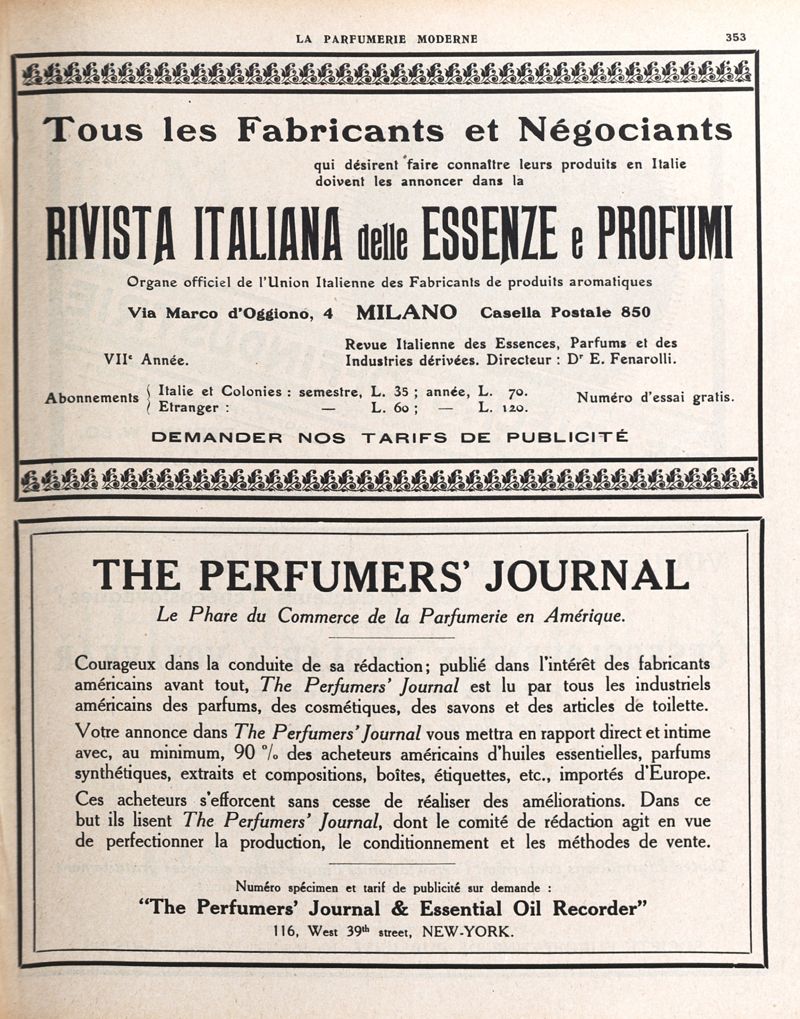 LA PARFUMERIE MODERNE 353
Tous les Fabricants et Négociants
qui désirent faire connaître leurs produits en Italie
doivent les annoncer dans la
RIVISTA ITALIANA delle ESSENZE e PROFUMI
Organe officiel de l'Union Italienne des Fabricants de produits aromatiques
Via Marco d'Oggiono, 4 MILANO Casella Postale 850
VIIe Année.
Revue Italienne des Essences, Parfums et des
Industries dérivées. Directeur : Dr E. Fenarolli.
Abonnements { Italie et Colonies : semestre, L. 35 ; année, L. 70.
Etranger : — L. 60 ; — L. 120.
Numéro d'essai gratis.
DEMANDER NOS TARIFS DE PUBLICITÉ
THE PERFUMERS' JOURNAL
Le Phare du Commerce de la Parfumerie en Amérique.
Courageux dans la conduite de sa rédaction ; publié dans l'intérêt des fabricants
américains avant tout, The Perfumers' Journal est lu par tous les industriels
américains des parfums, des cosmétiques, des savons et des articles de toilette.
Votre annonce dans The Perfumers' Journal vous mettra en rapport direct et intime
avec, au minimum, 90 % des acheteurs américains d'huiles essentielles, parfums
synthétiques, extraits et compositions, boîtes, étiquettes, etc., importés d'Europe.
Ces acheteurs s'efforcent sans cesse de réaliser des améliorations. Dans ce
but ils lisent The Perfumers' Journal, dont le comité de rédaction agit en vue
de perfectionner la production, le conditionnement et les méthodes de vente.
Numéro spécimen et tarif de publicité sur demande :
"The Perfumers' Journal & Essential Oil Recorder"
116, West 39th street, NEW-YORK.